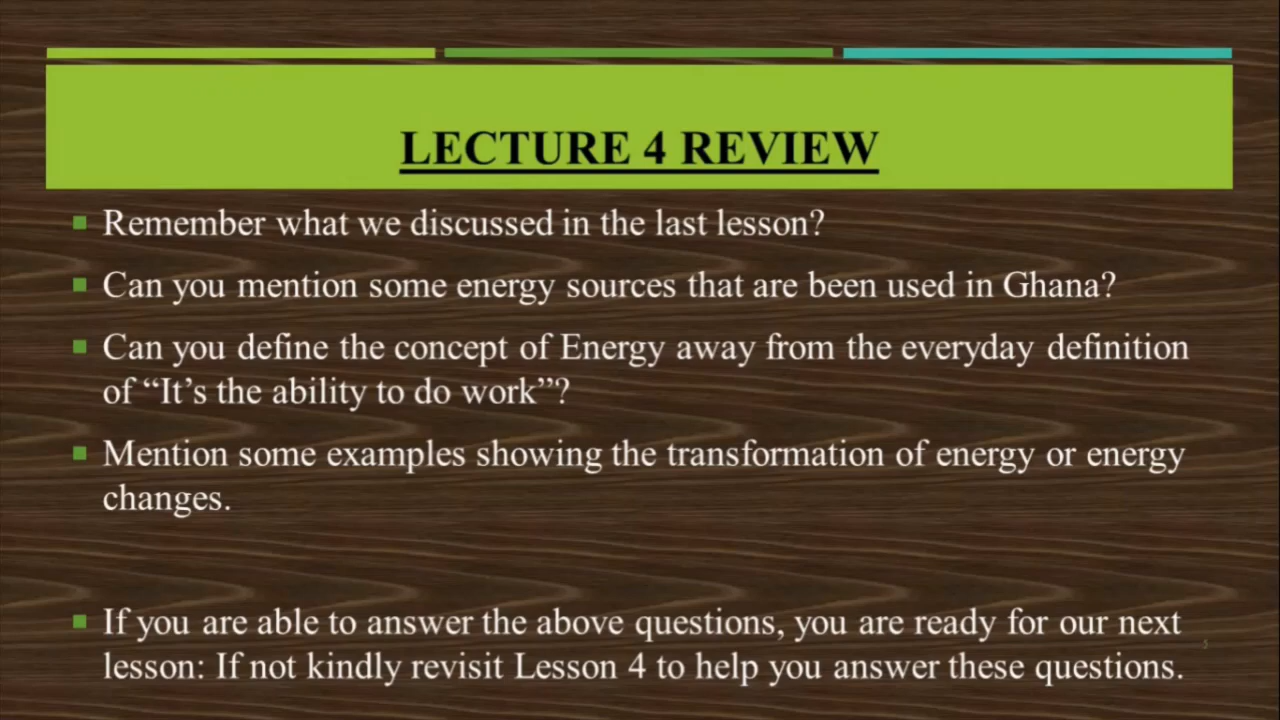 LECTURE 4 REVIEW
Remember what we discussed in the last lesson?
Can you mention some energy sources that are been used in Ghana?
Can you define the concept of Energy away from the everyday definition
of “It’s the ability to do work”?
Mention some examples showing the transformation of energy or energy
changes.
If you are able to answer the above questions, you are ready for our next
lesson: If not kindly revisit Lesson 4 to help you answer these questions.